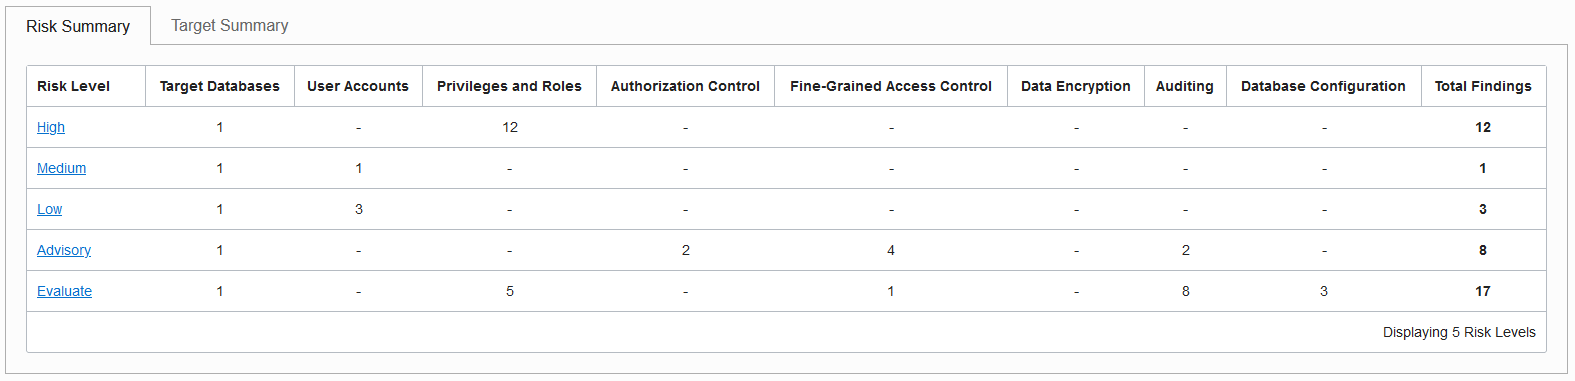 Risk Summary Target Summary
Risk Level Target Databases User Accounts Privileges and Roles Authorization Control Fine-Grained Access Control Data Encryption Auditing Database Configuration Total Findings
High 1 - 12 - - - - - 12
Medium 1 1 - - - - - - 1
Low 1 3 - - - - - - 3
Advisory 1 - - 2 4 - 2 - 8
Evaluate 1 - 5 - 1 - 8 3 17
Displaying 5 Risk Levels